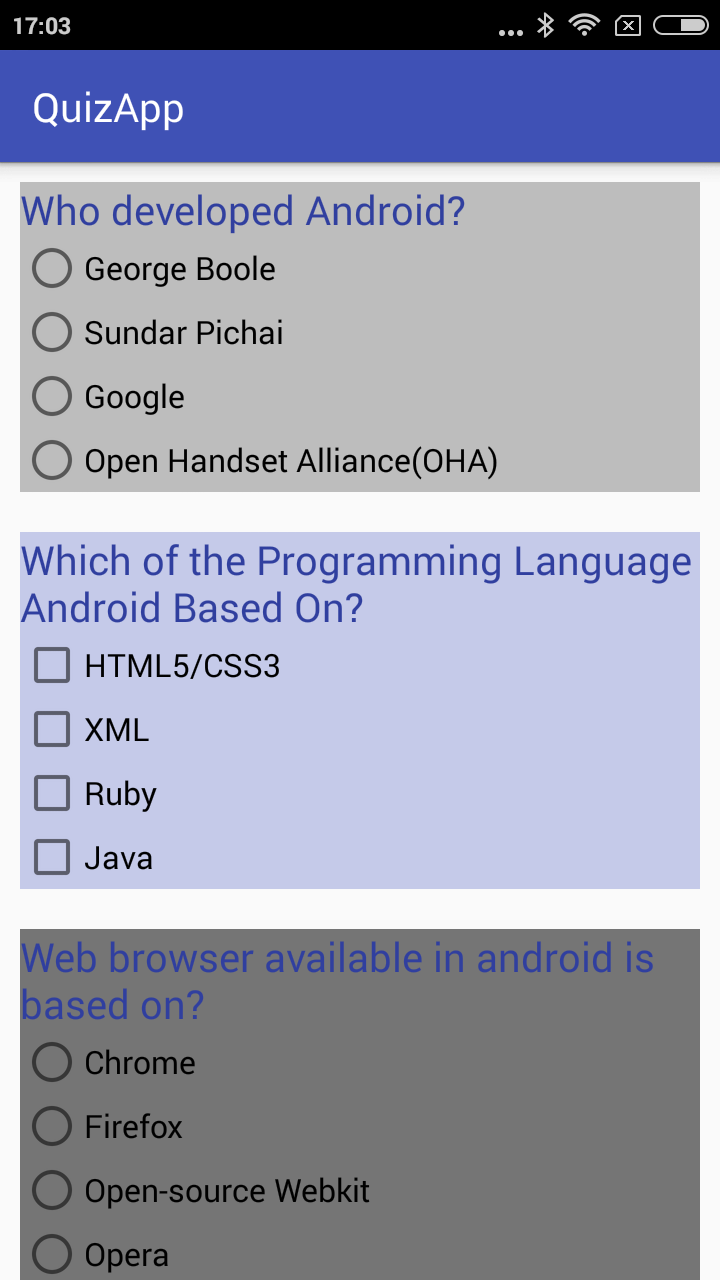 17:03
QuizApp
Who developed Android?
George Boole
Sundar Pichai
Google
Open Handset Alliance(OHA)
Which of the Programming Language
Android Based On?
HTML5/CSS3
XML
Ruby
Java
Web browser available in android is
based on?
Chrome
Firefox
Open-source Webkit
Opera